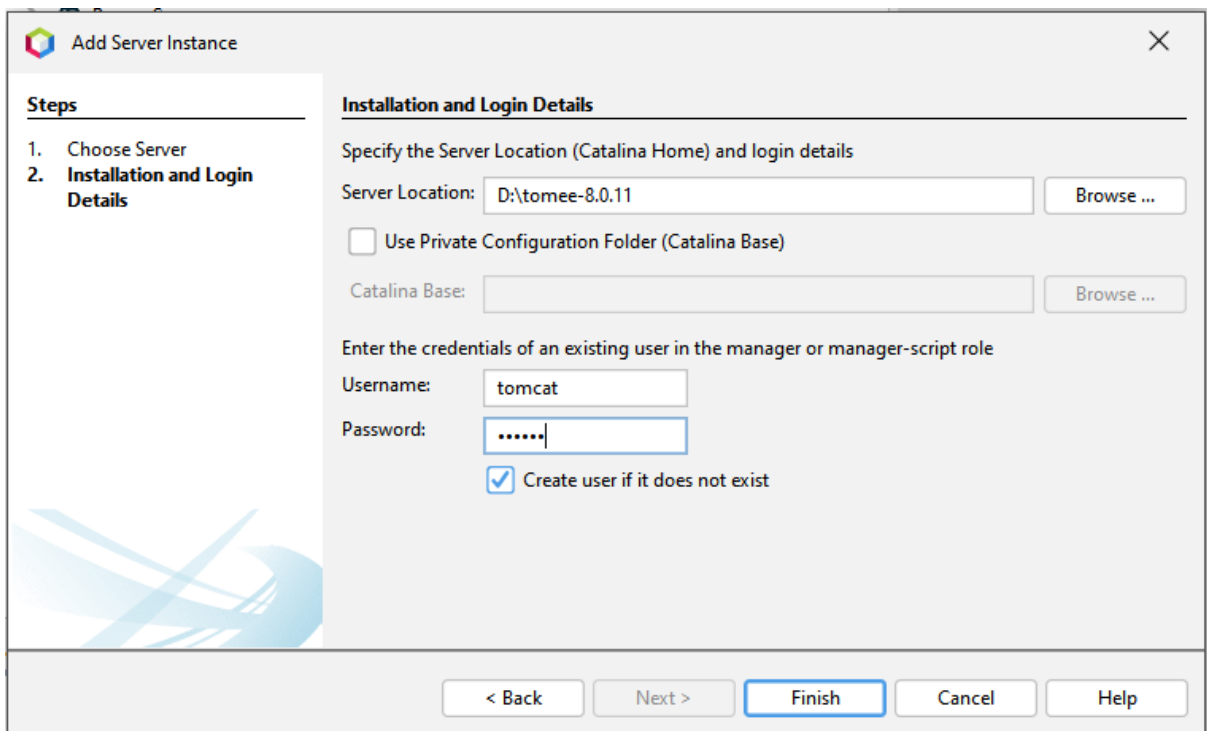 Add Server Instance
Steps
1. Choose Server
2. Installation and Login
Details
Installation and Login Details
Specify the Server Location (Catalina Home) and login details
Server Location: D:\tomee-8.0.11 Browse ...
Use Private Configuration Folder (Catalina Base)
Catalina Base: Browse ...
Enter the credentials of an existing user in the manager or manager-script role
Username: tomcat
Password: ••••••
Create user if it does not exist
< Back Next > Finish Cancel Help